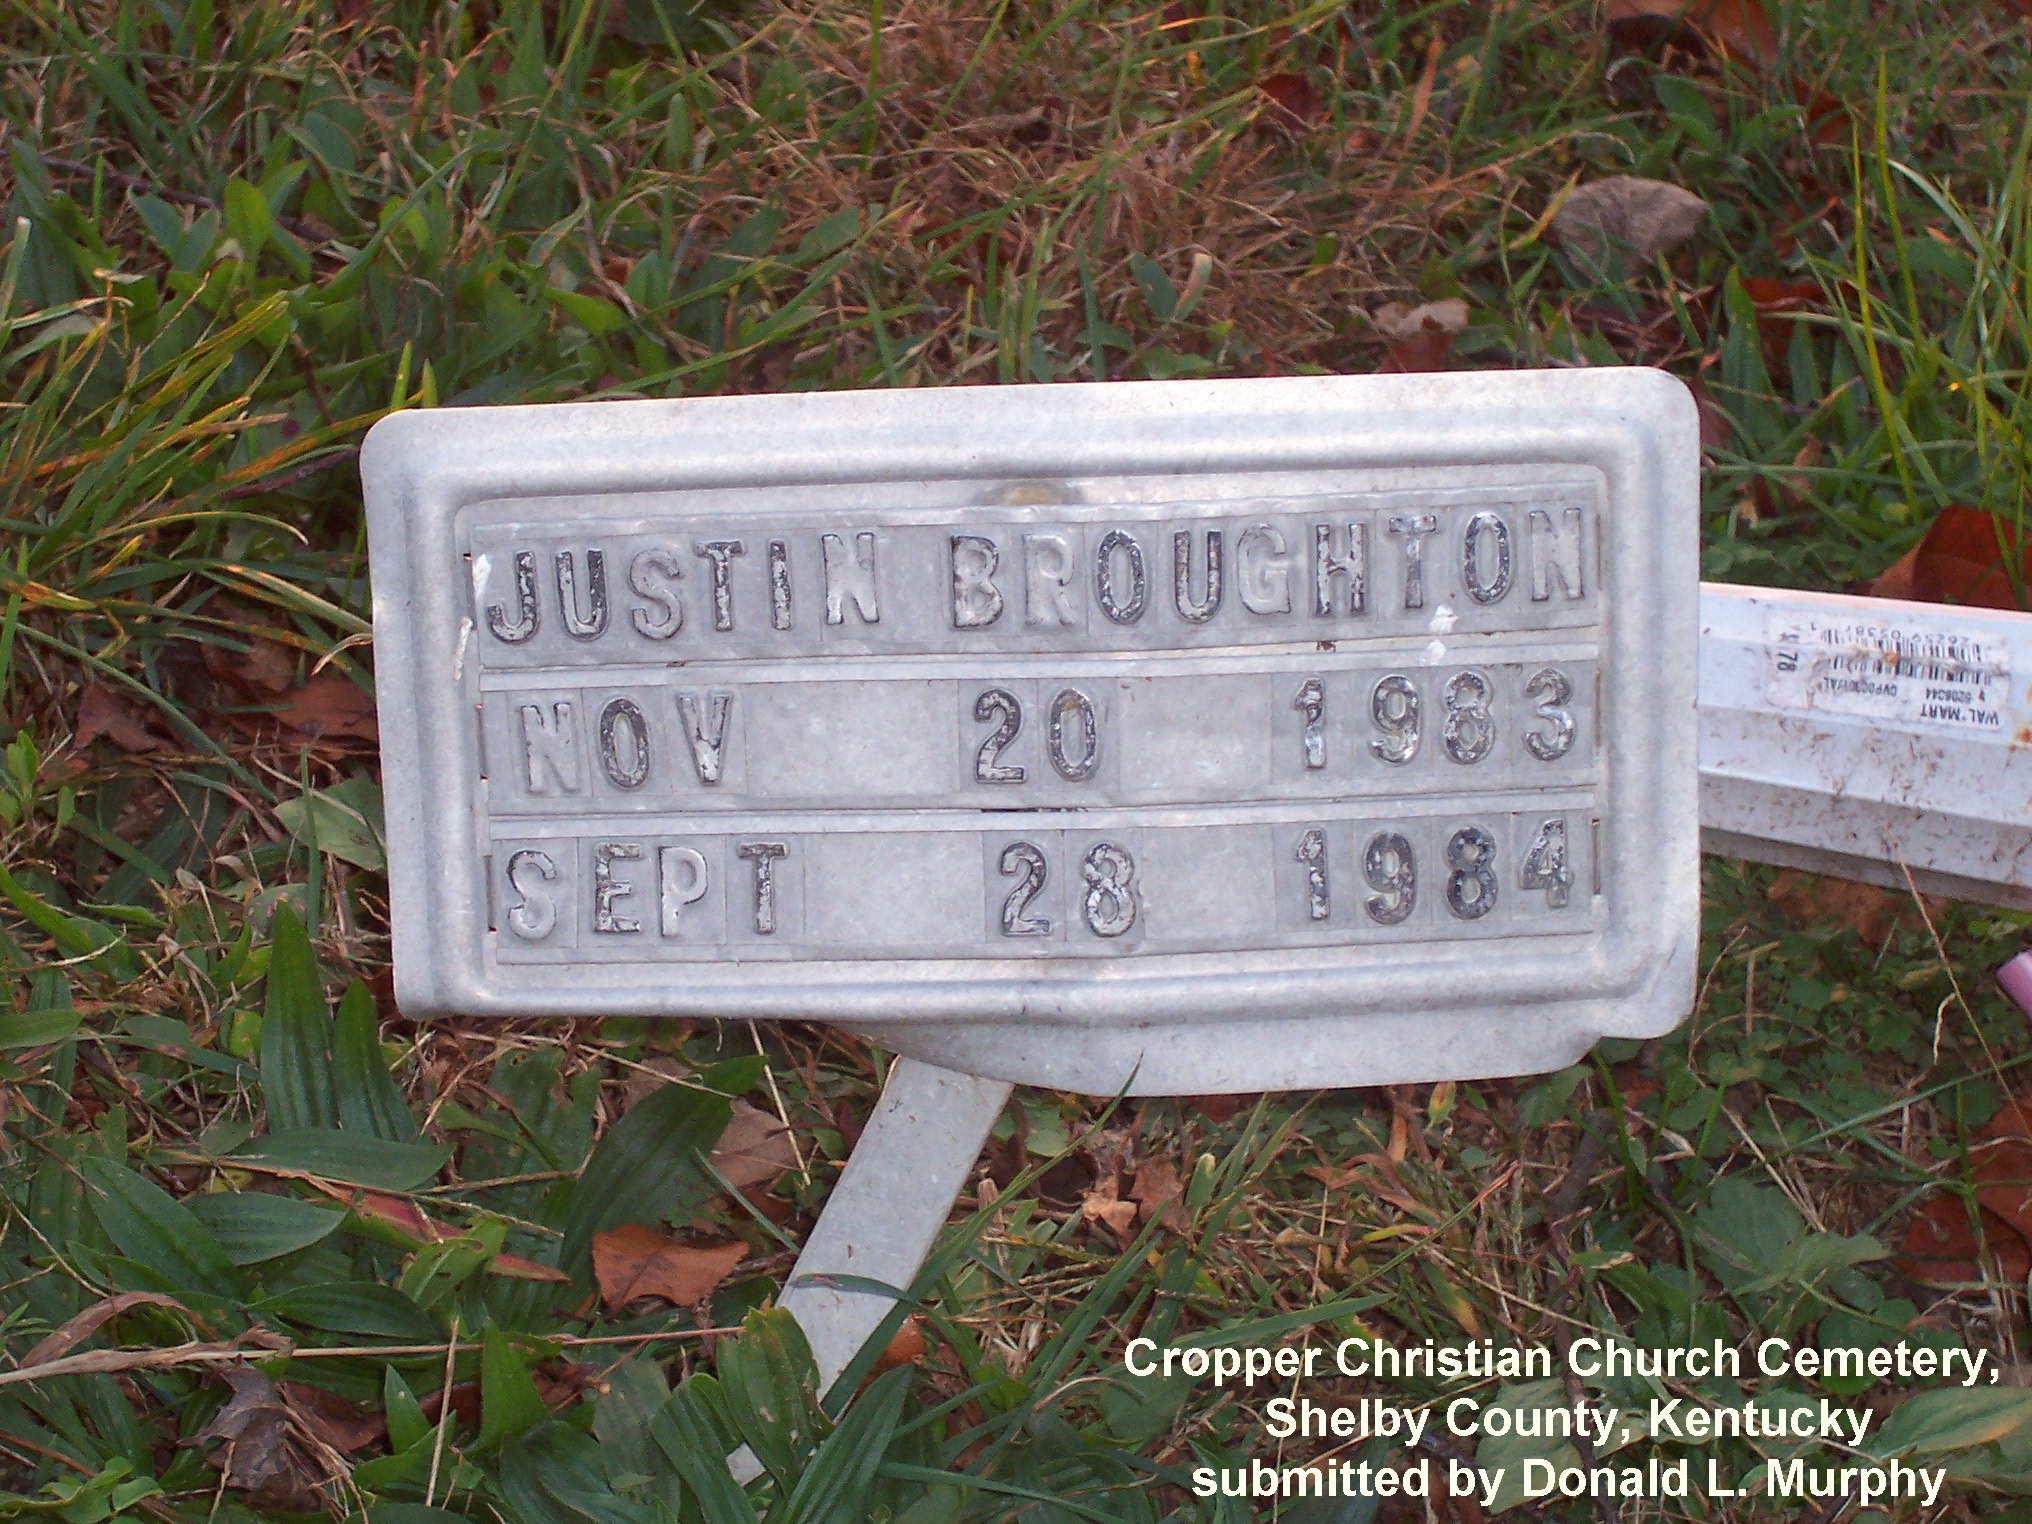 JUSTIN BROUGHTON
NOV 20 1983
SEPT 28 1984
WAL*MART
78
Cropper Christian Church Cemetery,
Shelby County, Kentucky
submitted by Donald L. Murphy